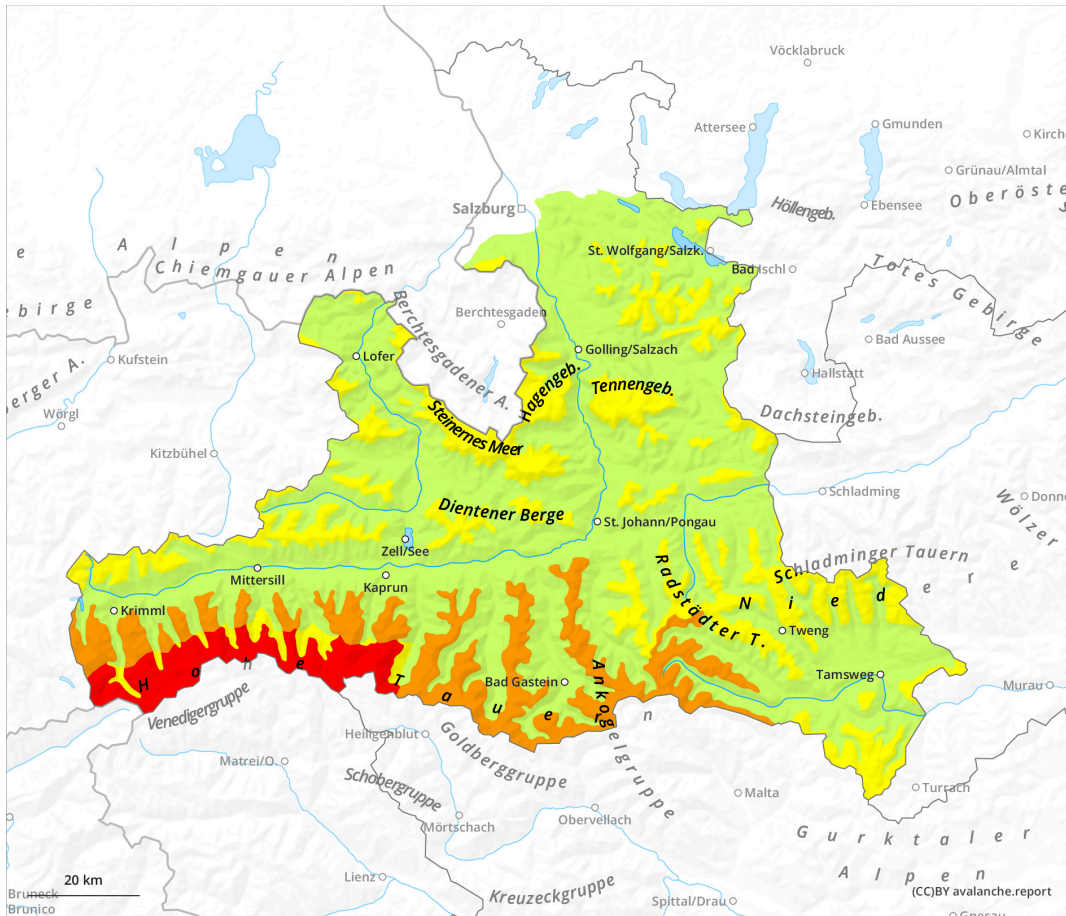 Vöcklabruck
Attersee
Gmunden
Kirch
Grünau/Almtal
Oberöste
S
Salzburg
Höllengeb.
Ebensee
e
Alpen
Chiemgauer Alpen
St. Wolfgang/Salzk.
Bad Ischl
Totes Gebirge
ebirge
Berchtesgaden
Berchtesgadener A.
Bad Aussee
Kufstein
Lofer
Golling/Salzach
Hallstatt
berger A.
Hagengeb.
Tennengeb.
Wörgl
Steinernes Meer
Dachsteingeb.
Kitzbühel
Schladming
Donne
Wölzer
Dientener Berge
St. Johann/Pongau
Zell/See
Schladminger Tauern
Mittersill
Kaprun
Radstädter T.
Nied
ere
Krimml
Tweng
Hohe
Tauern
Bad Gastein
Ankogelgruppe
Tamsweg
Murau
Venedigergruppe
Heiligenblut
Goldberggruppe
Matrei/O.
Schobergruppe
Malta
Turrach
Mörtschach
Obervellach
Gurktaler
Alpen
Lienz
20 km
Kreuzeckgruppe
Bruneck
Brunico
Spittal/Drau
(CC)BY avalanche.report
Gnesau